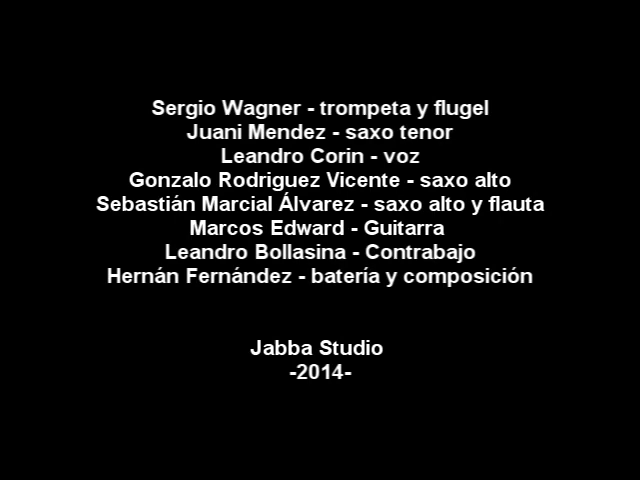 Sergio Wagner - trompeta y flugel
Juani Mendez - saxo tenor
Leandro Corin - voz
Gonzalo Rodriguez Vicente - saxo alto
Sebastián Marcial Álvarez - saxo alto y flauta
Marcos Edward - Guitarra
Leandro Bollasina - Contrabajo
Hernán Fernández - batería y composición
Jabba Studio
-2014-